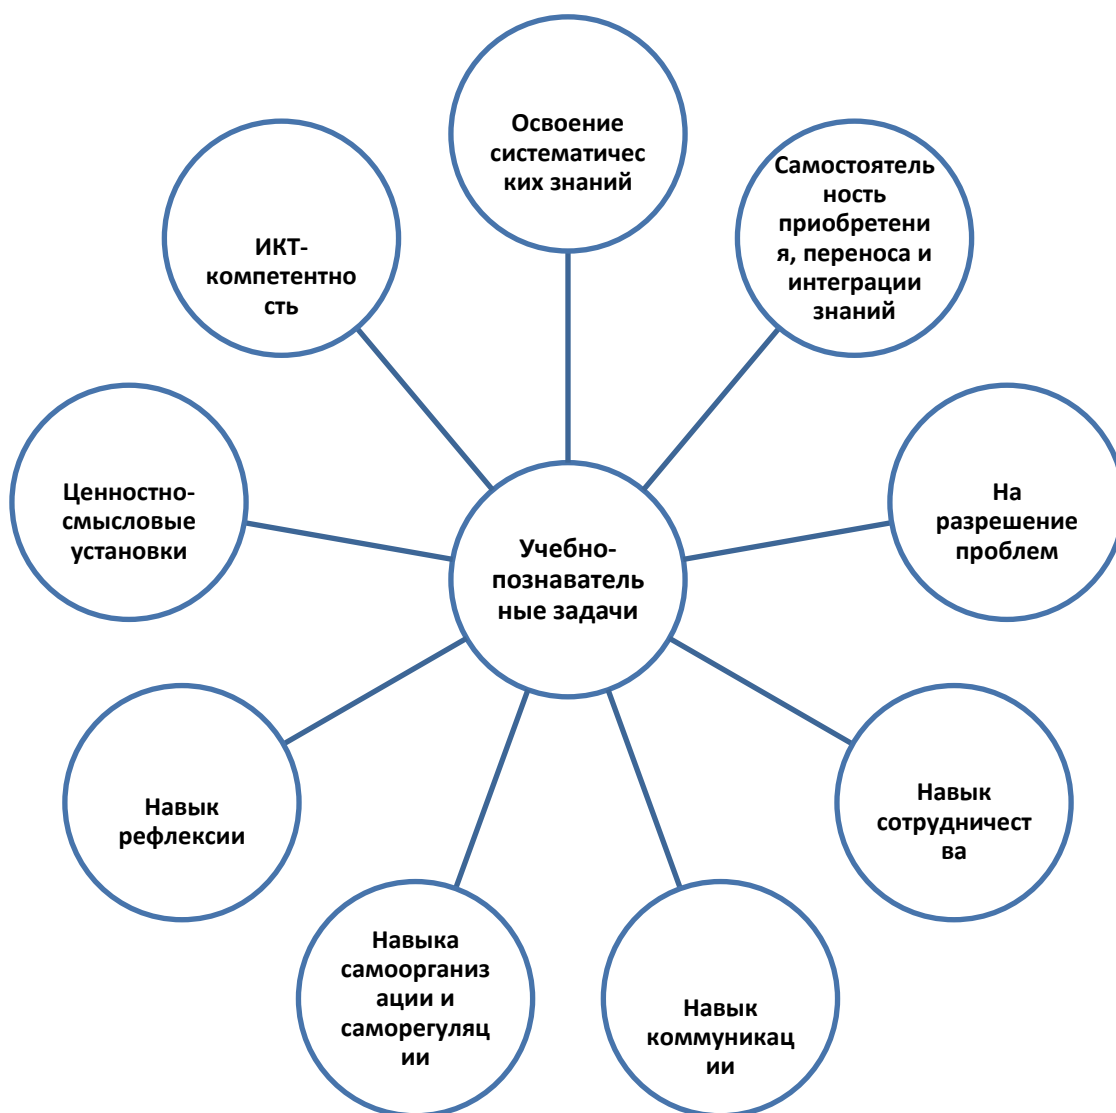 Освоение
систематичес
ких знаний
Самостоятель
ность
приобретени
я, переноса и
интеграции
знаний
На
разрешение
проблем
Навык
сотрудничест
ва
Навык
коммуникац
ии
Навыка
самоорганиз
ации и
саморегуляц
ии
Навык
рефлексии
Ценностно-
смысловые
установки
ИКТ-
компетентно
сть
Учебно-
познаватель
ные задачи